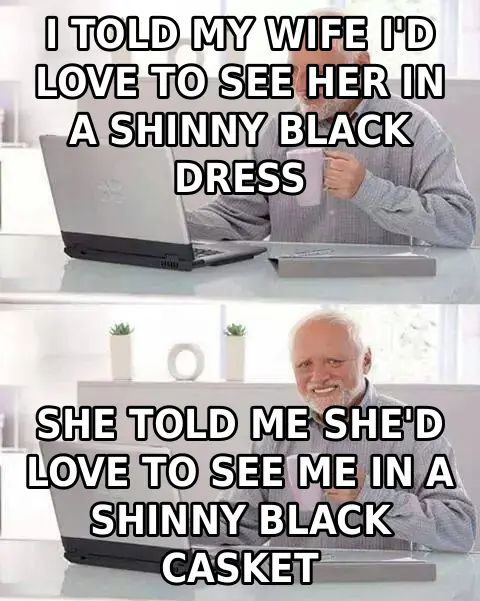 I TOLD MY WIFE I'D
LOVE TO SEE HER IN
A SHINNY BLACK
DRESS
SHE TOLD ME SHE'D
LOVE TO SEE ME IN A
SHINNY BLACK
CASKET